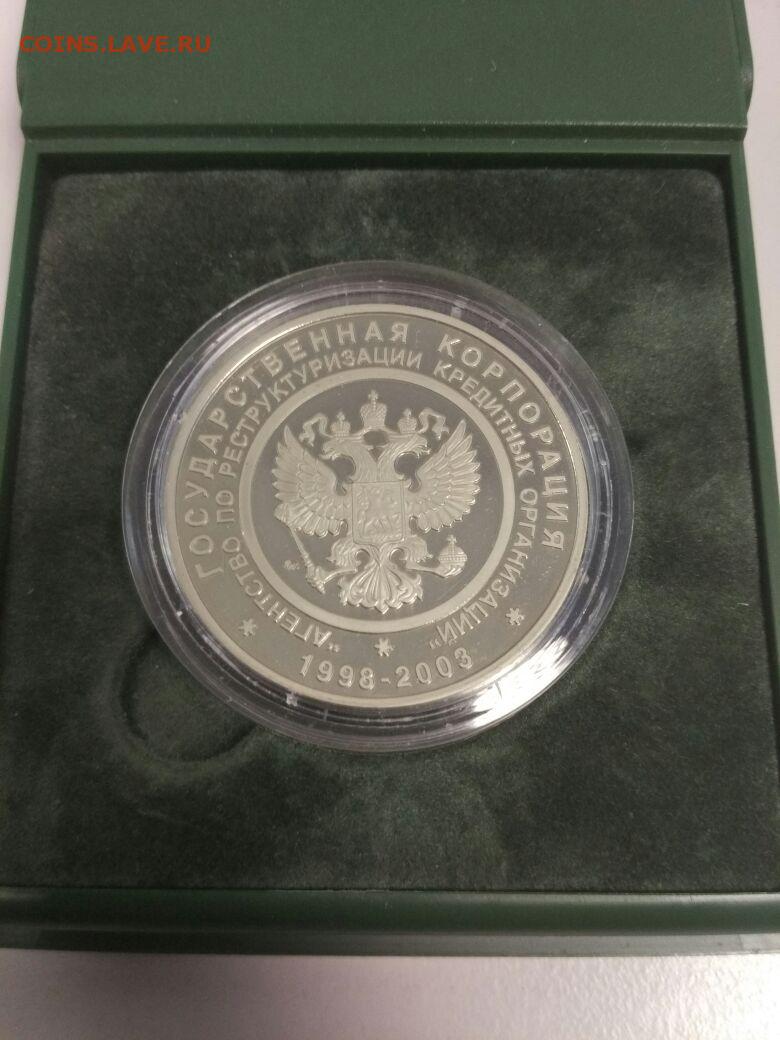 COINS.LAVE.RU
ГОСУДАРСТВЕННАЯ КОРПОРАЦИЯ
„АГЕНТСТВО ПО РЕСТРУКТУРИЗАЦИИ КРЕДИТНЫХ ОРГАНИЗАЦИЙ“
1998-2003